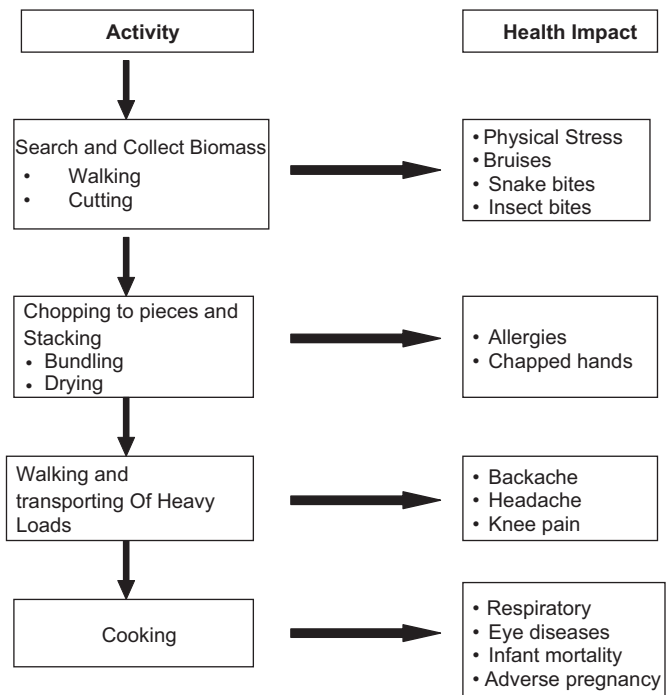 Activity
Health Impact
Search and Collect Biomass
• Walking
• Cutting
• Physical Stress
• Bruises
• Snake bites
• Insect bites
Chopping to pieces and
Stacking
• Bundling
• Drying
• Allergies
• Chapped hands
Walking and
transporting Of Heavy
Loads
• Backache
• Headache
• Knee pain
Cooking
• Respiratory
• Eye diseases
• Infant mortality
• Adverse pregnancy